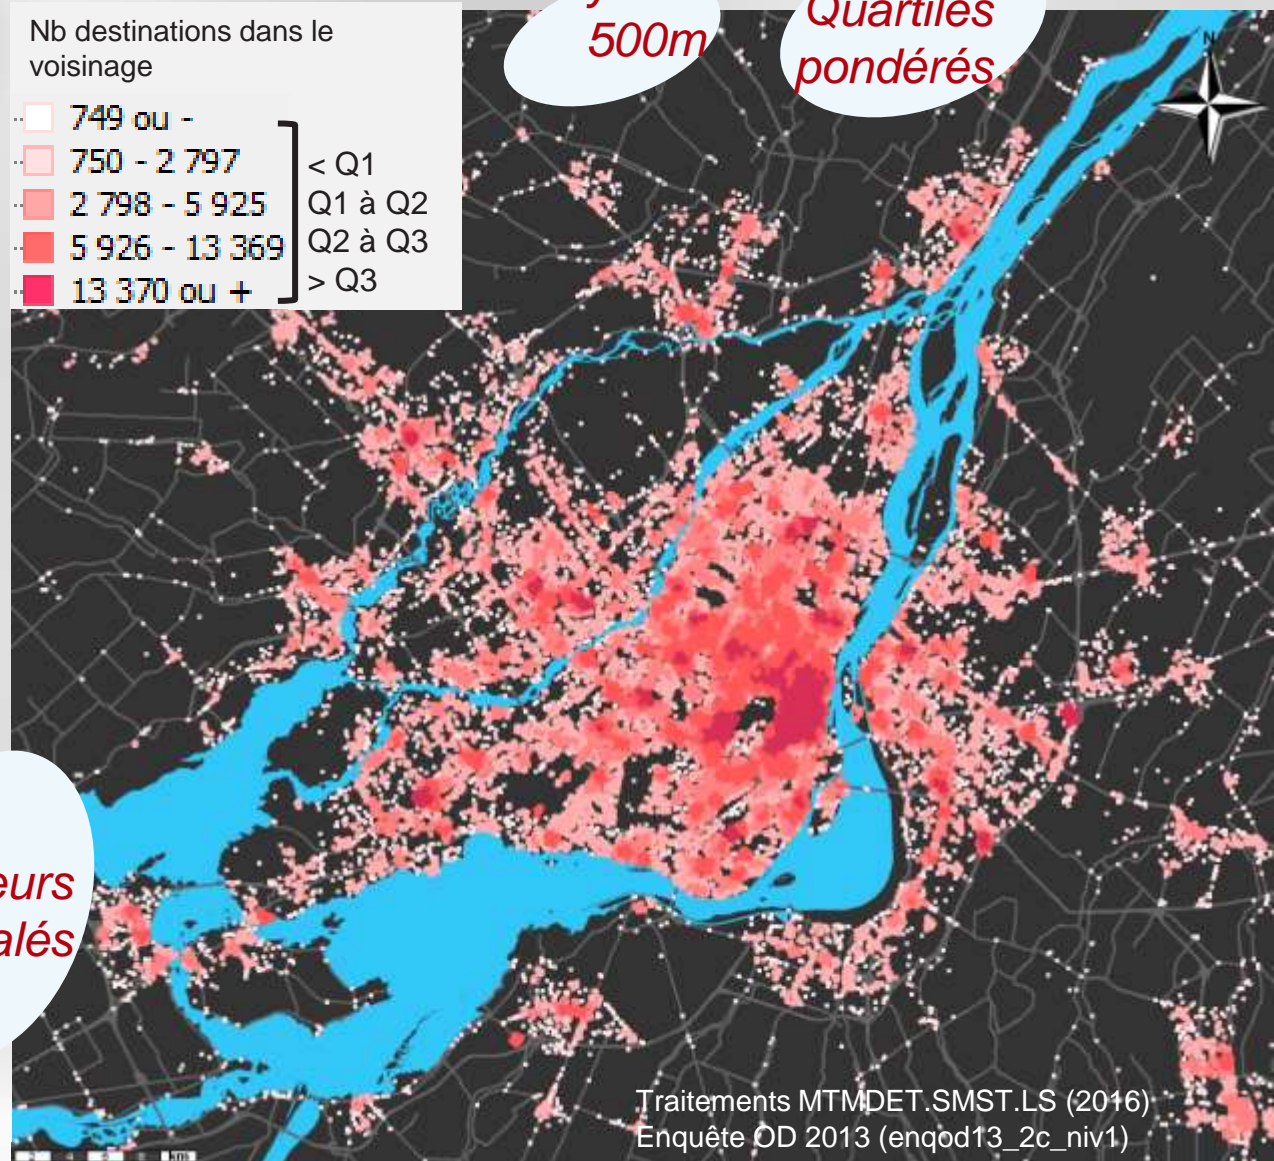 Nb destinations dans le
voisinage
749 ou -
750 - 2 797
2 798 - 5 925
5 926 - 13 369
13 370 ou +
< Q1
Q1 à Q2
Q2 à Q3
> Q3
500m
Quartiles
pondérés
N
eurs
alés
Traitements MTMDET.SMST.LS (2016)
Enquête OD 2013 (enqod13_2c_niv1)